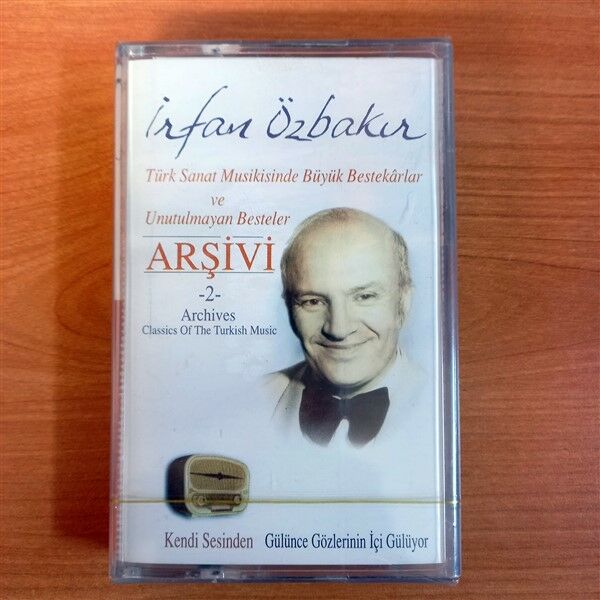 İrfan Özbakır
Türk Sanat Musikisinde Büyük Bestekârlar
ve
Unutulmayan Besteler
ARŞİVİ
-2-
Archives
Classics Of The Turkish Music
Kendi Sesinden Gülünce Gözlerinin İçi Gülüyor